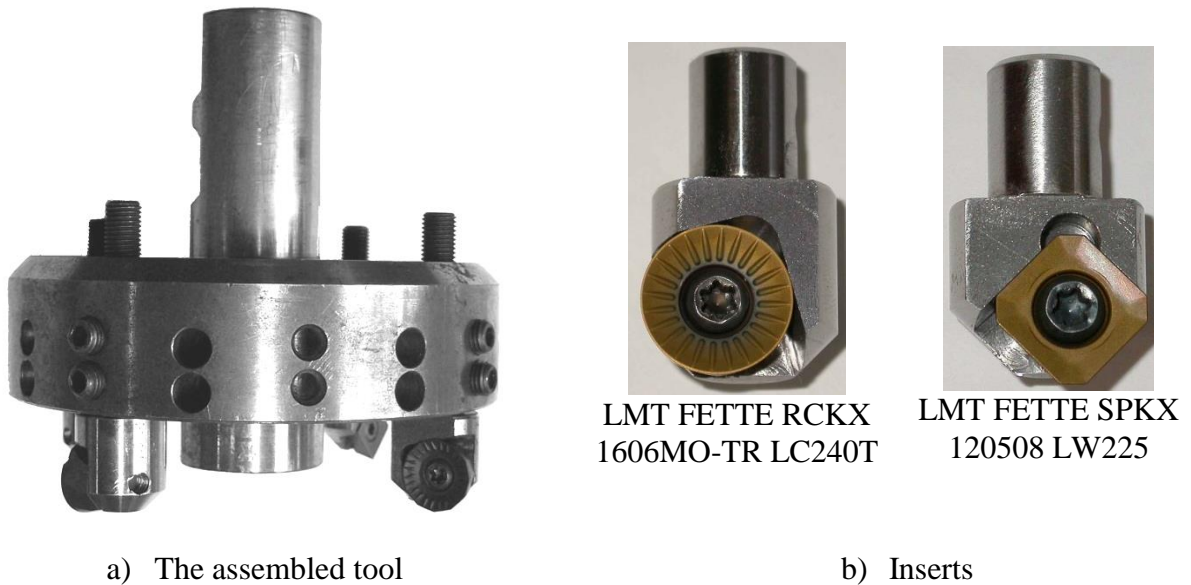 LMT FETTE RCKX
1606MO-TR LC240T
LMT FETTE SPKX
120508 LW225
a) The assembled tool
b) Inserts